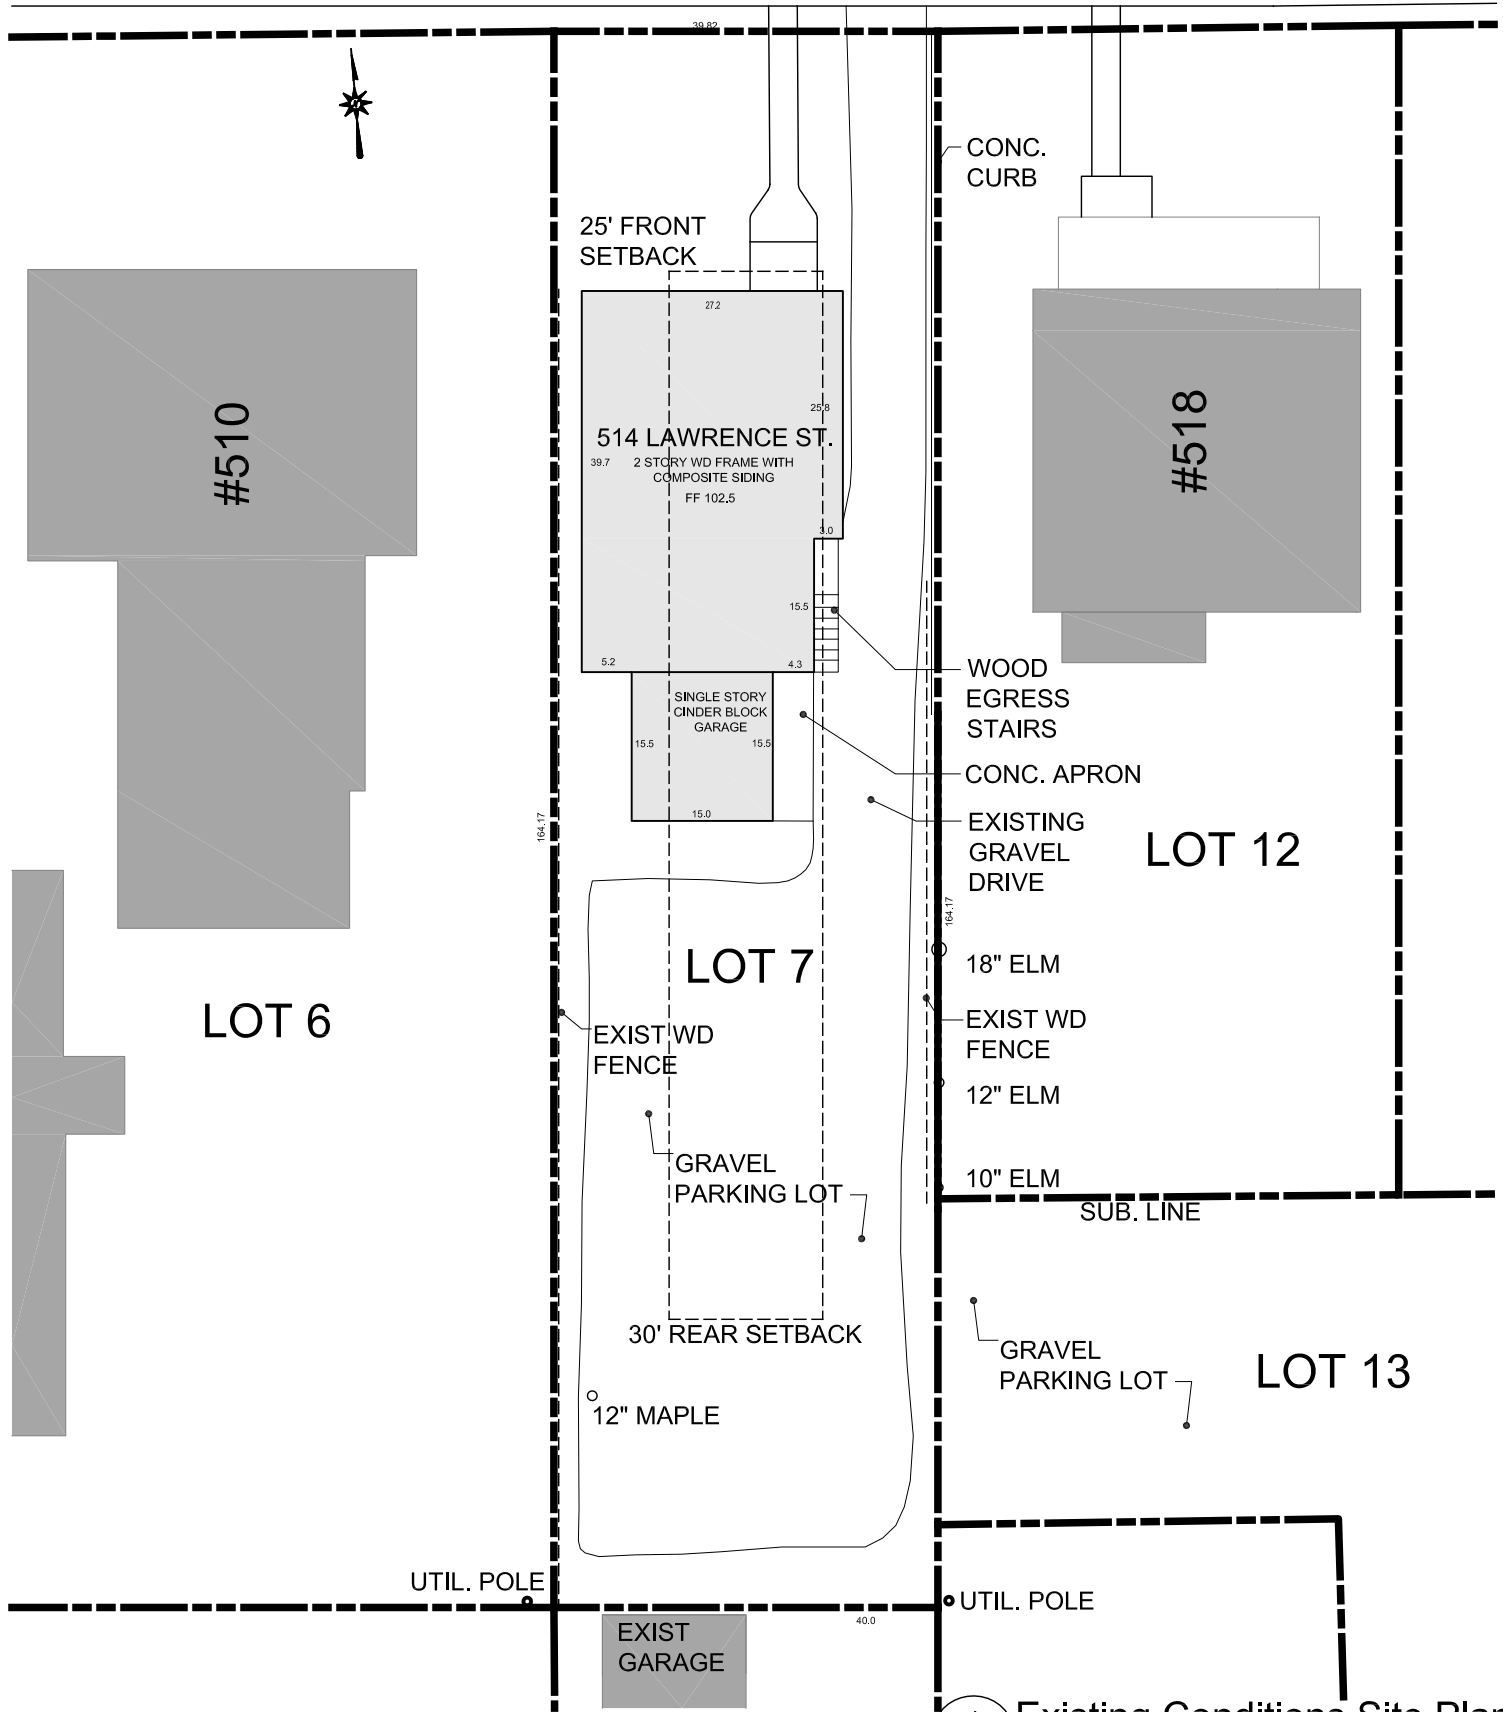 39.82
CONC.
CURB
25' FRONT
SETBACK
27.2
#510
25.8
514 LAWRENCE ST.
39.7
2 STORY WD FRAME WITH
COMPOSITE SIDING
FF 102.5
#518
3.0
15.5
5.2
4.3
WOOD
EGRESS
STAIRS
SINGLE STORY
CINDER BLOCK
GARAGE
15.5
15.5
15.0
CONC. APRON
164.17
EXISTING
GRAVEL
DRIVE
LOT 12
164.17
LOT 7
18" ELM
LOT 6
EXIST WD
FENCE
EXIST WD
FENCE
12" ELM
GRAVEL
PARKING LOT
10" ELM
SUB. LINE
30' REAR SETBACK
GRAVEL
PARKING LOT
LOT 13
12" MAPLE
UTIL. POLE
UTIL. POLE
40.0
EXIST
GARAGE
Existing Conditions Site Plan